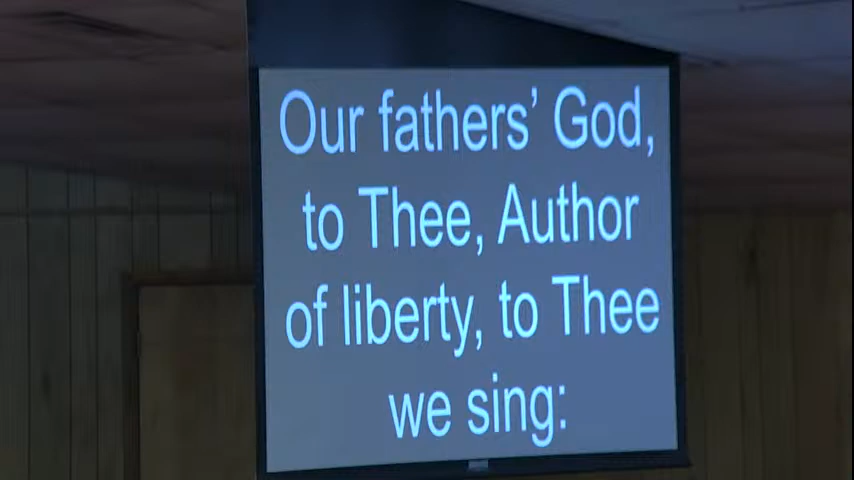 Our fathers’ God,
to Thee, Author
of liberty, to Thee
we sing: